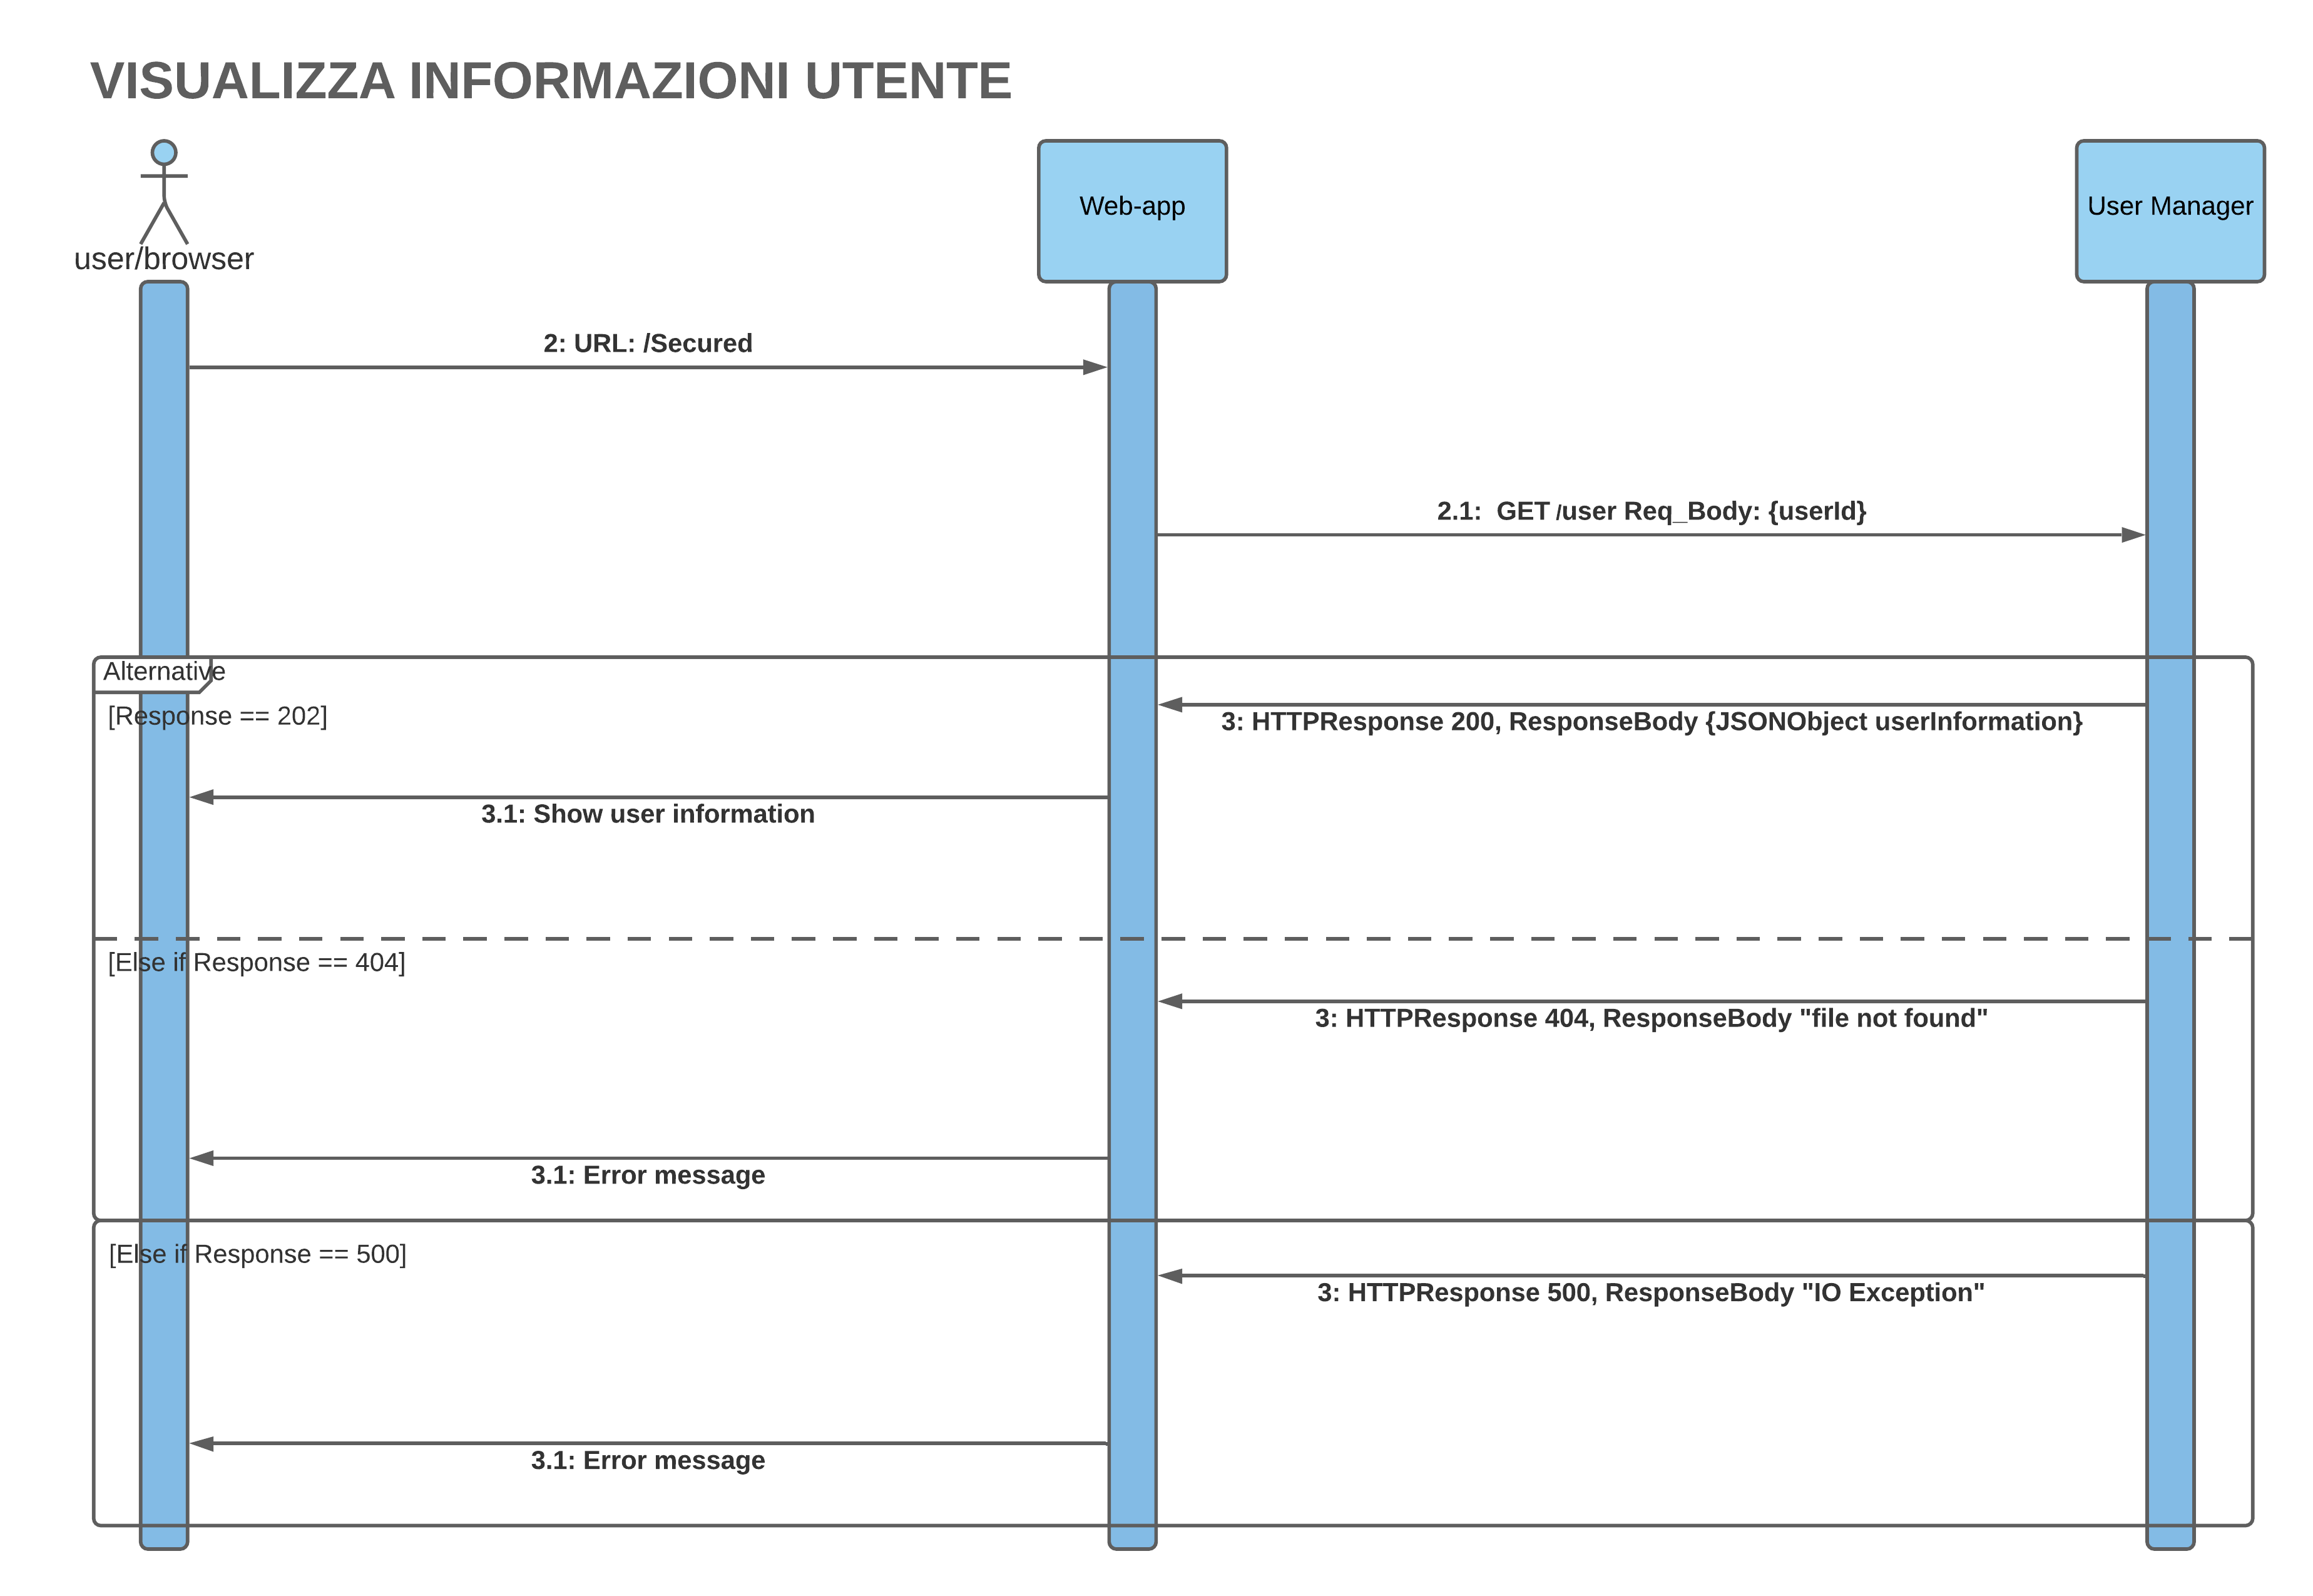 VISUALIZZA INFORMAZIONI UTENTE
user/browser
Web-app
User Manager
2: URL: /Secured
2.1:  GET /user Req_Body: {userId}
Alternative
[Response == 202]
3: HTTPResponse 200, ResponseBody {JSONObject userInformation}
3.1: Show user information
[Else if Response == 404]
3: HTTPResponse 404, ResponseBody "file not found"
3.1: Error message
[Else if Response == 500]
3: HTTPResponse 500, ResponseBody "IO Exception"
3.1: Error message